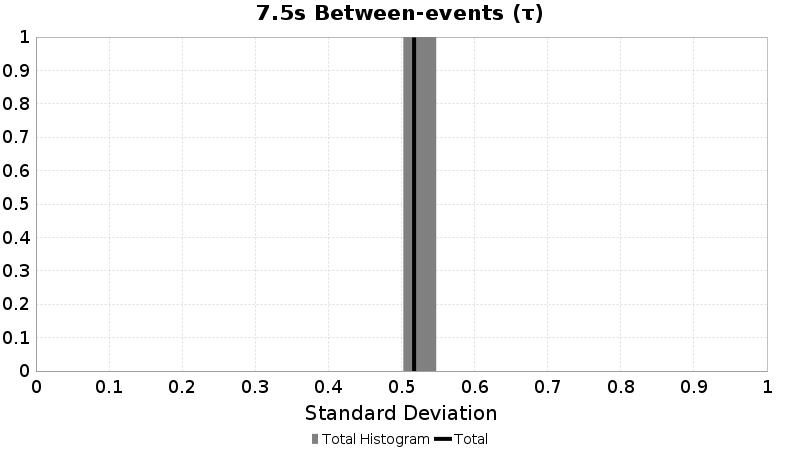 7.5s Between-events (τ)
1
0.9
0.8
0.7
0.6
0.5
0.4
0.3
0.2
0.1
0
0 0.1 0.2 0.3 0.4 0.5 0.6 0.7 0.8 0.9 1
Standard Deviation
Total Histogram Total